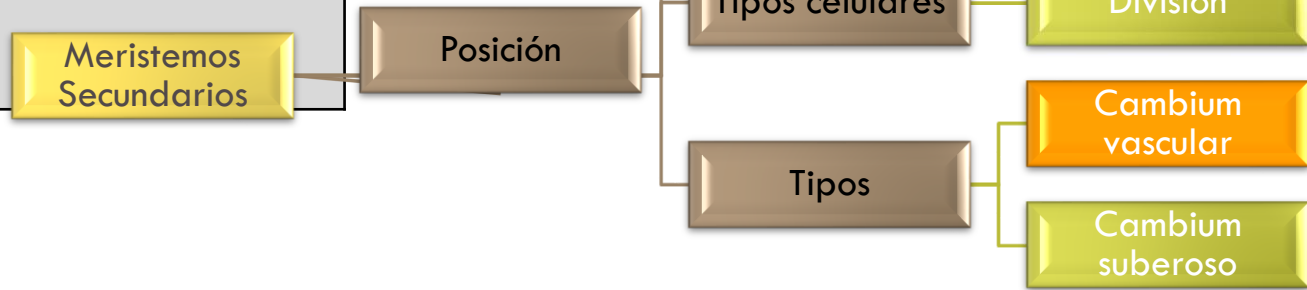 Meristemos
Secundarios
Posición
Tipos celulares
División
Tipos
Cambium
vascular
Cambium
suberoso